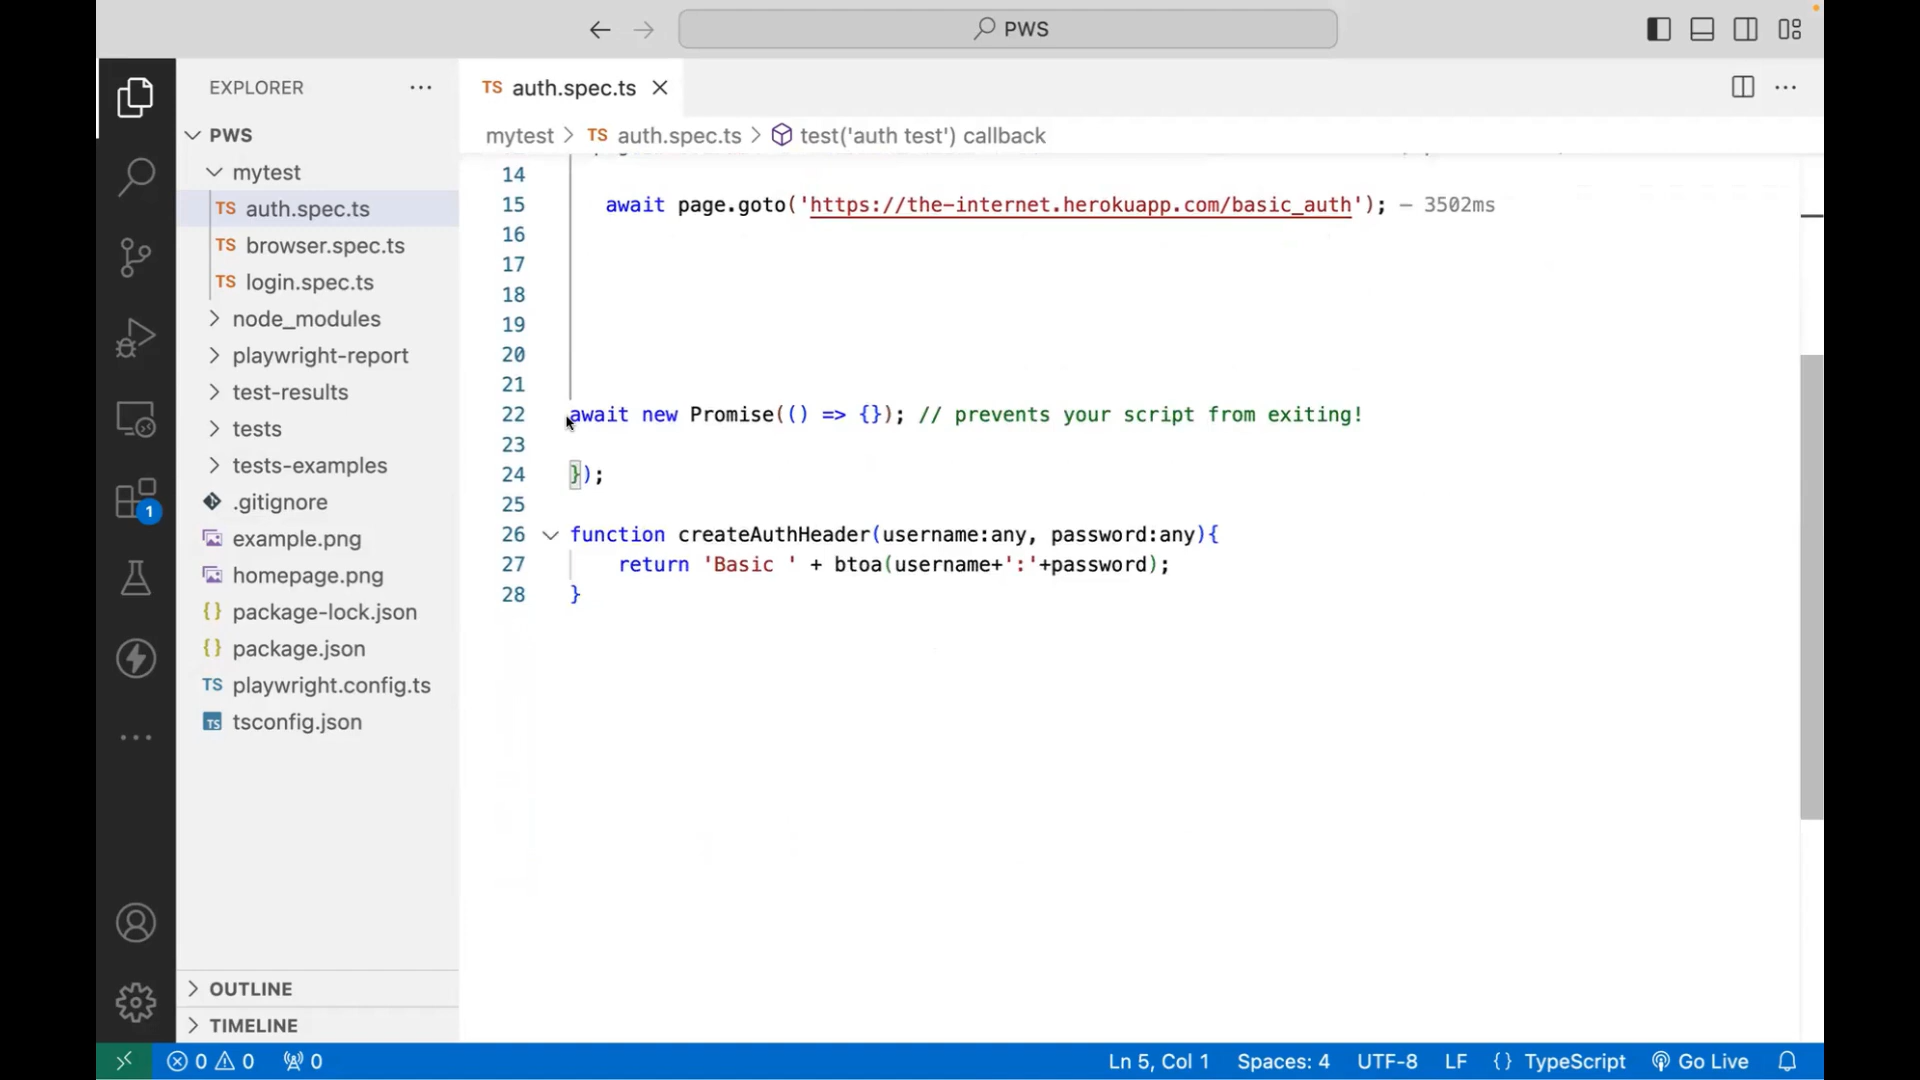 PWS
EXPLORER
PWS
mytest
TS auth.spec.ts
TS browser.spec.ts
TS login.spec.ts
node_modules
playwright-report
test-results
tests
tests-examples
.gitignore
example.png
homepage.png
{} package-lock.json
{} package.json
TS playwright.config.ts
TS tsconfig.json
OUTLINE
TIMELINE
1
TS auth.spec.ts
mytest > TS auth.spec.ts > test('auth test') callback
14
15 await page.goto('https://the-internet.herokuapp.com/basic_auth'); — 3502ms
16
17
18
19
20
21
22 await new Promise(() => {}); // prevents your script from exiting!
23
24 });
25
26 function createAuthHeader(username:any, password:any){
27 return 'Basic ' + btoa(username+':'+password);
28 }
0 0 0 Ln 5, Col 1 Spaces: 4 UTF-8 LF {} TypeScript Go Live